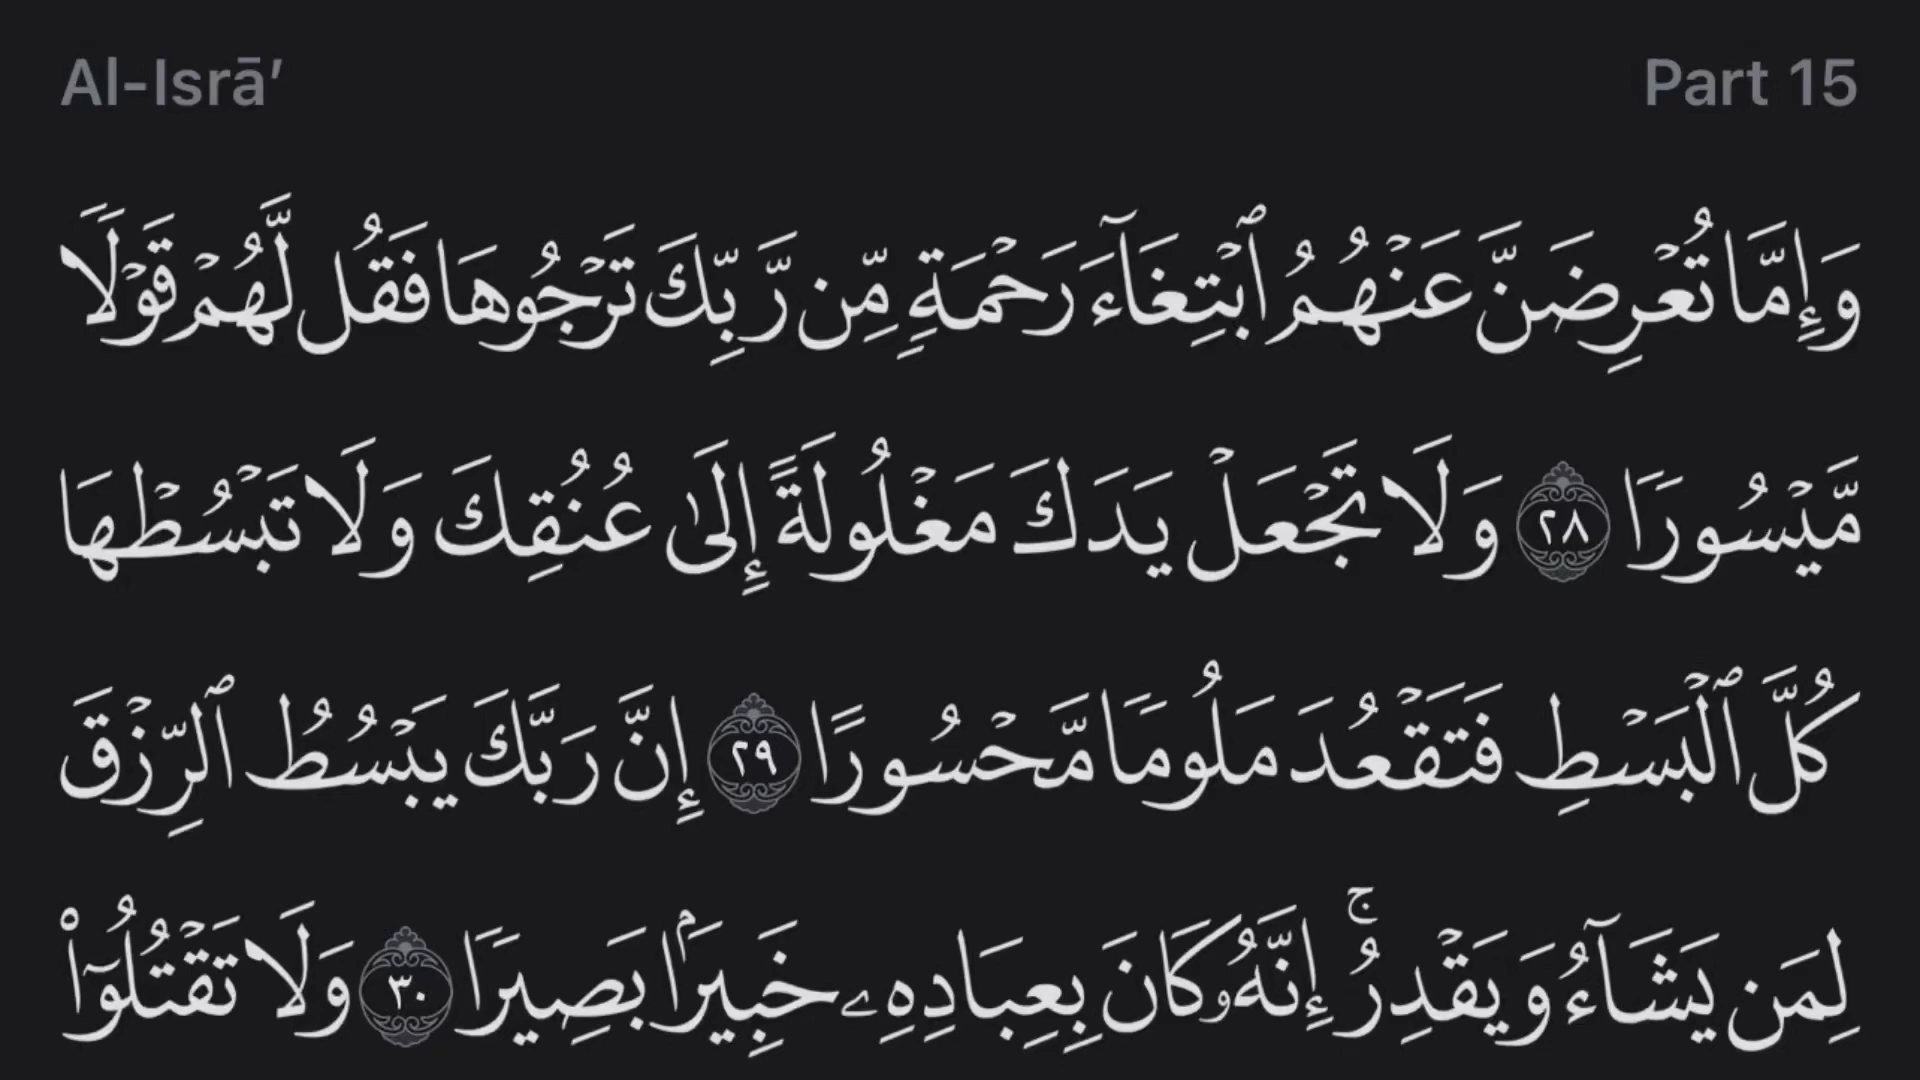 Al-Isrā’ Part 15
وَإِمَّا تُعْرِضَنَّ عَنْهُمُ ٱبْتِغَآءَ رَحْمَةٍ مِّن رَّبِّكَ تَرْجُوهَا فَقُل لَّهُمْ قَوْلًا
مَّيْسُورًا ٢٨ وَلَا تَجْعَلْ يَدَكَ مَغْلُولَةً إِلَىٰ عُنُقِكَ وَلَا تَبْسُطْهَا
كُلَّ ٱلْبَسْطِ فَتَقْعُدَ مَلُومًا مَّحْسُورًا ٢٩ إِنَّ رَبَّكَ يَبْسُطُ ٱلرِّزْقَ
لِمَن يَشَآءُ وَيَقْدِرُ ۚ إِنَّهُۥ كَانَ بِعِبَادِهِۦ خَبِيرًۢا بَصِيرًا ٣٠ وَلَا تَقْتُلُوٓا۟